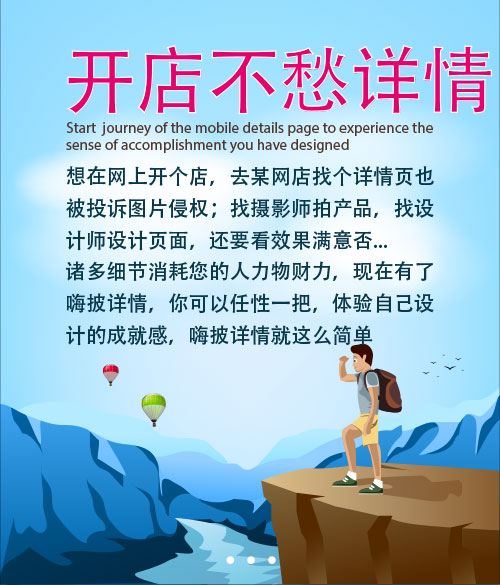 开店不愁详情
Start journey of the mobile details page to experience the
sense of accomplishment you have designed
想在网上开个店，去某网店找个详情页也
被投诉图片侵权；找摄影师拍产品，找设
计师设计页面，还要看效果满意否...
诸多细节消耗您的人力物财力，现在有了
嗨披详情，你可以任性一把，体验自己设
计的成就感，嗨披详情就这么简单